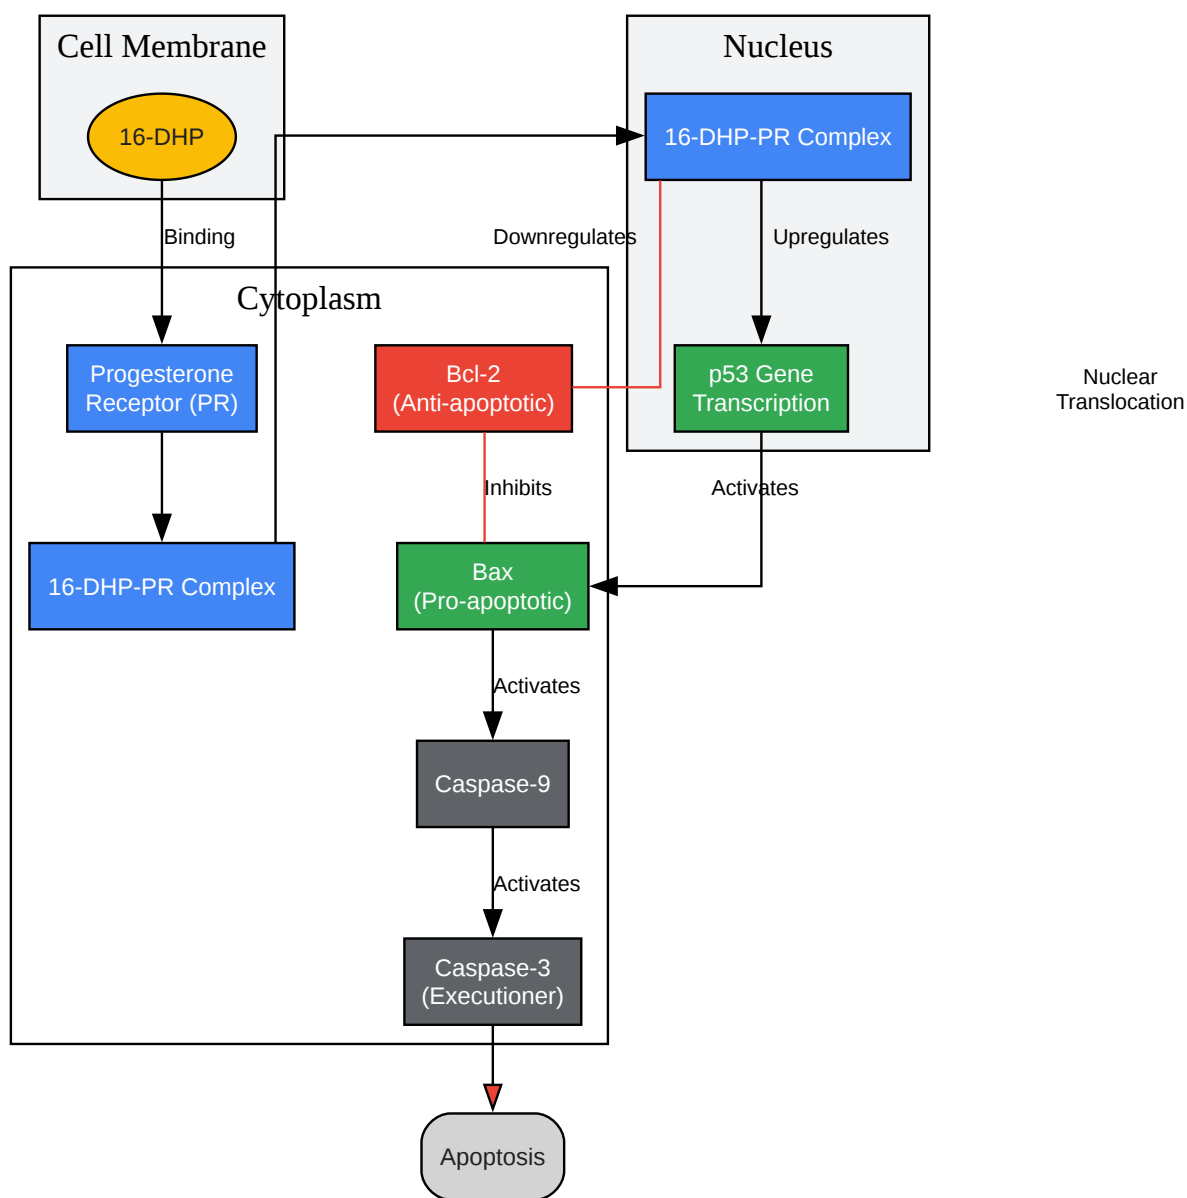 Cell Membrane
Nucleus
16-DHP
16-DHP-PR Complex
Binding
Downregulates
Upregulates
Cytoplasm
Progesterone
Receptor (PR)
Bcl-2
(Anti-apoptotic)
p53 Gene
Transcription
Nuclear
Translocation
Inhibits
Activates
16-DHP-PR Complex
Bax
(Pro-apoptotic)
Activates
Caspase-9
Activates
Caspase-3
(Executioner)
Apoptosis